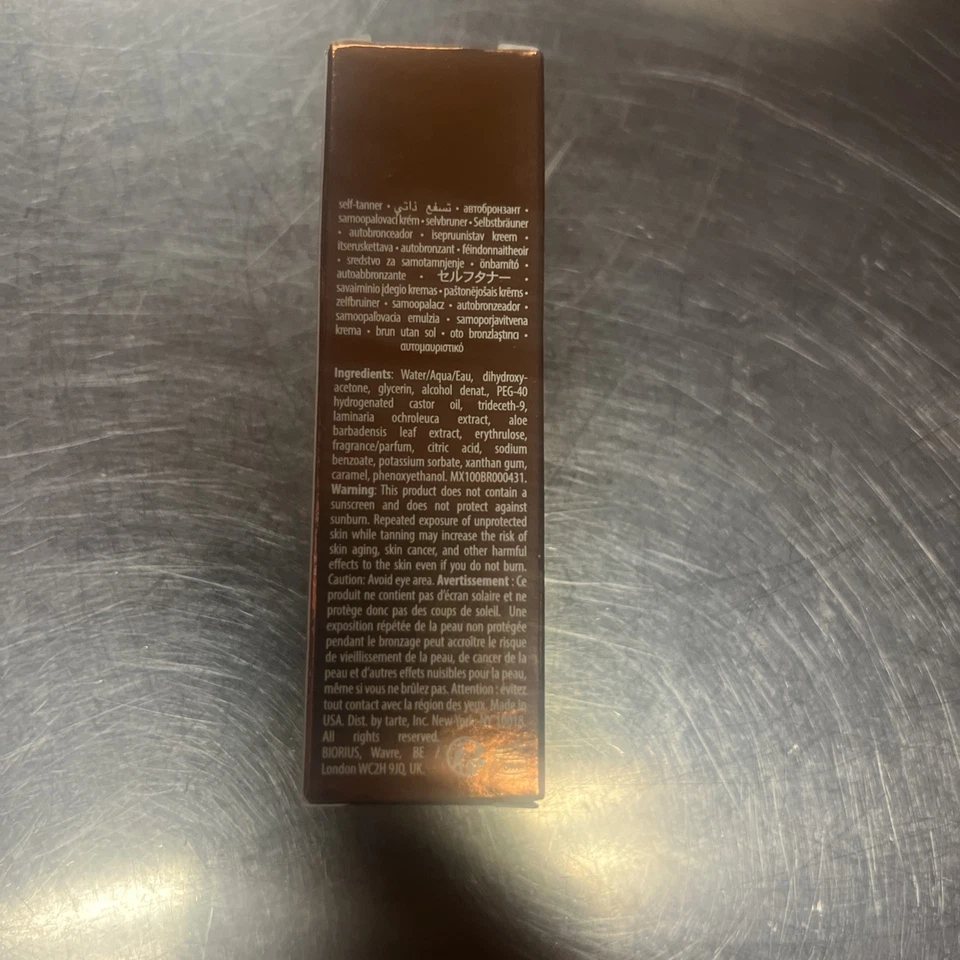 self-tanner • تسفع ذاتي • автобронзант •
samoopalovací krém • selvbruner • Selbstbräuner
• autobronceador • isepruunistav kreem •
itseruskettava • autobronzant • féindonnaitheoir
• sredstvo za samotamnjenje • önbarnító •
autoabbronzante • セルフタナー •
savaiminio įdegio kremas • paštonējošais krēms •
zelfbruiner • samoopalacz • autobronzeador •
samoopaľovacia emulzia • samoporjavitvena
krema • brun utan sol • oto bronzlaştırıcı •
αυτομαυριστικό
Ingredients: Water/Aqua/Eau, dihydroxy-
acetone, glycerin, alcohol denat., PEG-40
hydrogenated castor oil, trideceth-9,
laminaria ochroleuca extract, aloe
barbadensis leaf extract, erythrulose,
fragrance/parfum, citric acid, sodium
benzoate, potassium sorbate, xanthan gum,
caramel, phenoxyethanol. MX100BR000431.
Warning: This product does not contain a
sunscreen and does not protect against
sunburn. Repeated exposure of unprotected
skin while tanning may increase the risk of
skin aging, skin cancer, and other harmful
effects to the skin even if you do not burn.
Caution: Avoid eye area. Avertissement : Ce
produit ne contient pas d'écran solaire et ne
protège donc pas des coups de soleil. Une
exposition répétée de la peau non protégée
pendant le bronzage peut accroître le risque
de vieillissement de la peau, de cancer de la
peau et d'autres effets nuisibles pour la peau,
même si vous ne brûlez pas. Attention : évitez
tout contact avec la région des yeux. Made in
USA. Dist. by tarte, Inc. New York, NY 10018.
All rights reserved.
BIORIUS, Wavre, BE /
London WC2H 9JQ, UK.